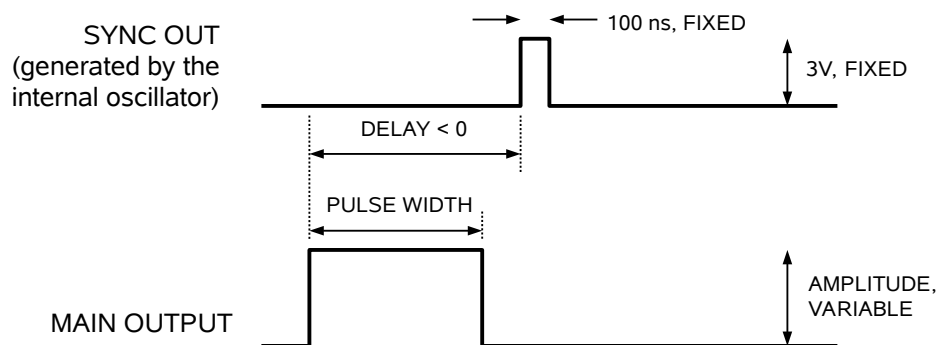 SYNC OUT
(generated by the
internal oscillator)
100 ns, FIXED
3V, FIXED
DELAY < 0
PULSE WIDTH
AMPLITUDE,
VARIABLE
MAIN OUTPUT